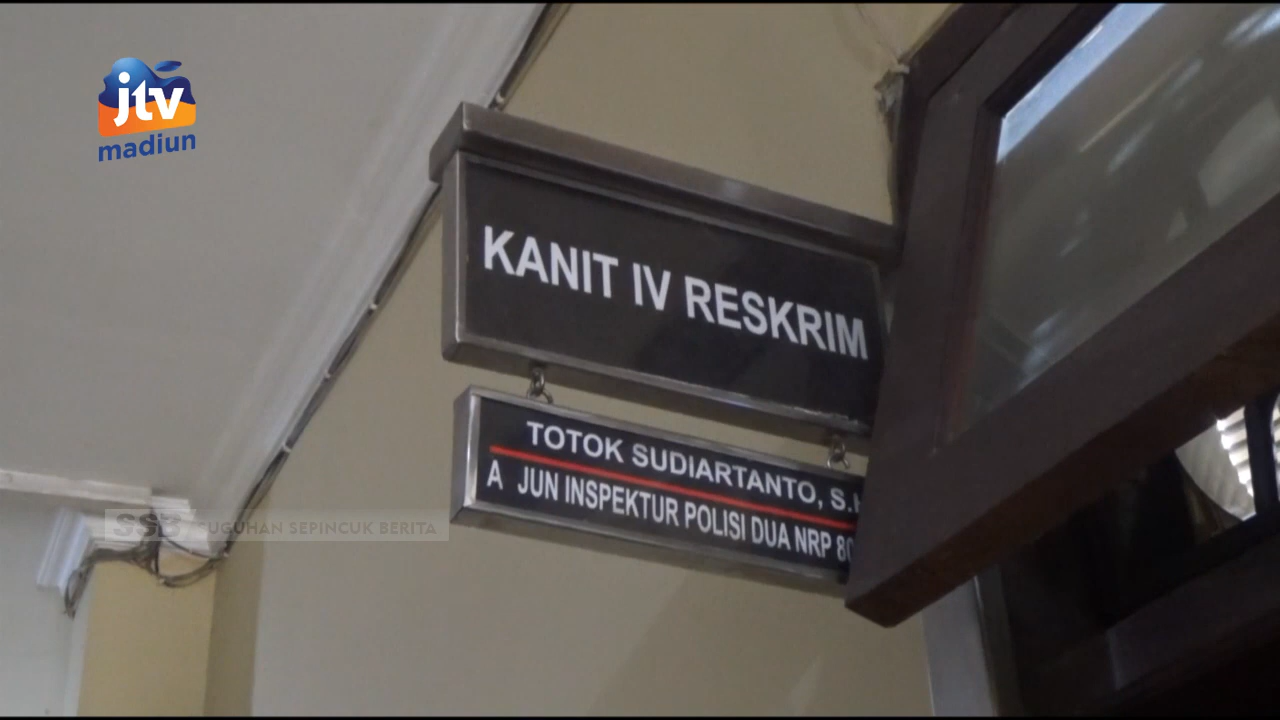 jtv
madiun
KANIT IV RESKRIM
TOTOK SUDIARTANTO, S.H
A JUN INSPEKTUR POLISI DUA NRP 80
SSB SUGUHAN SEPINCUK BERITA